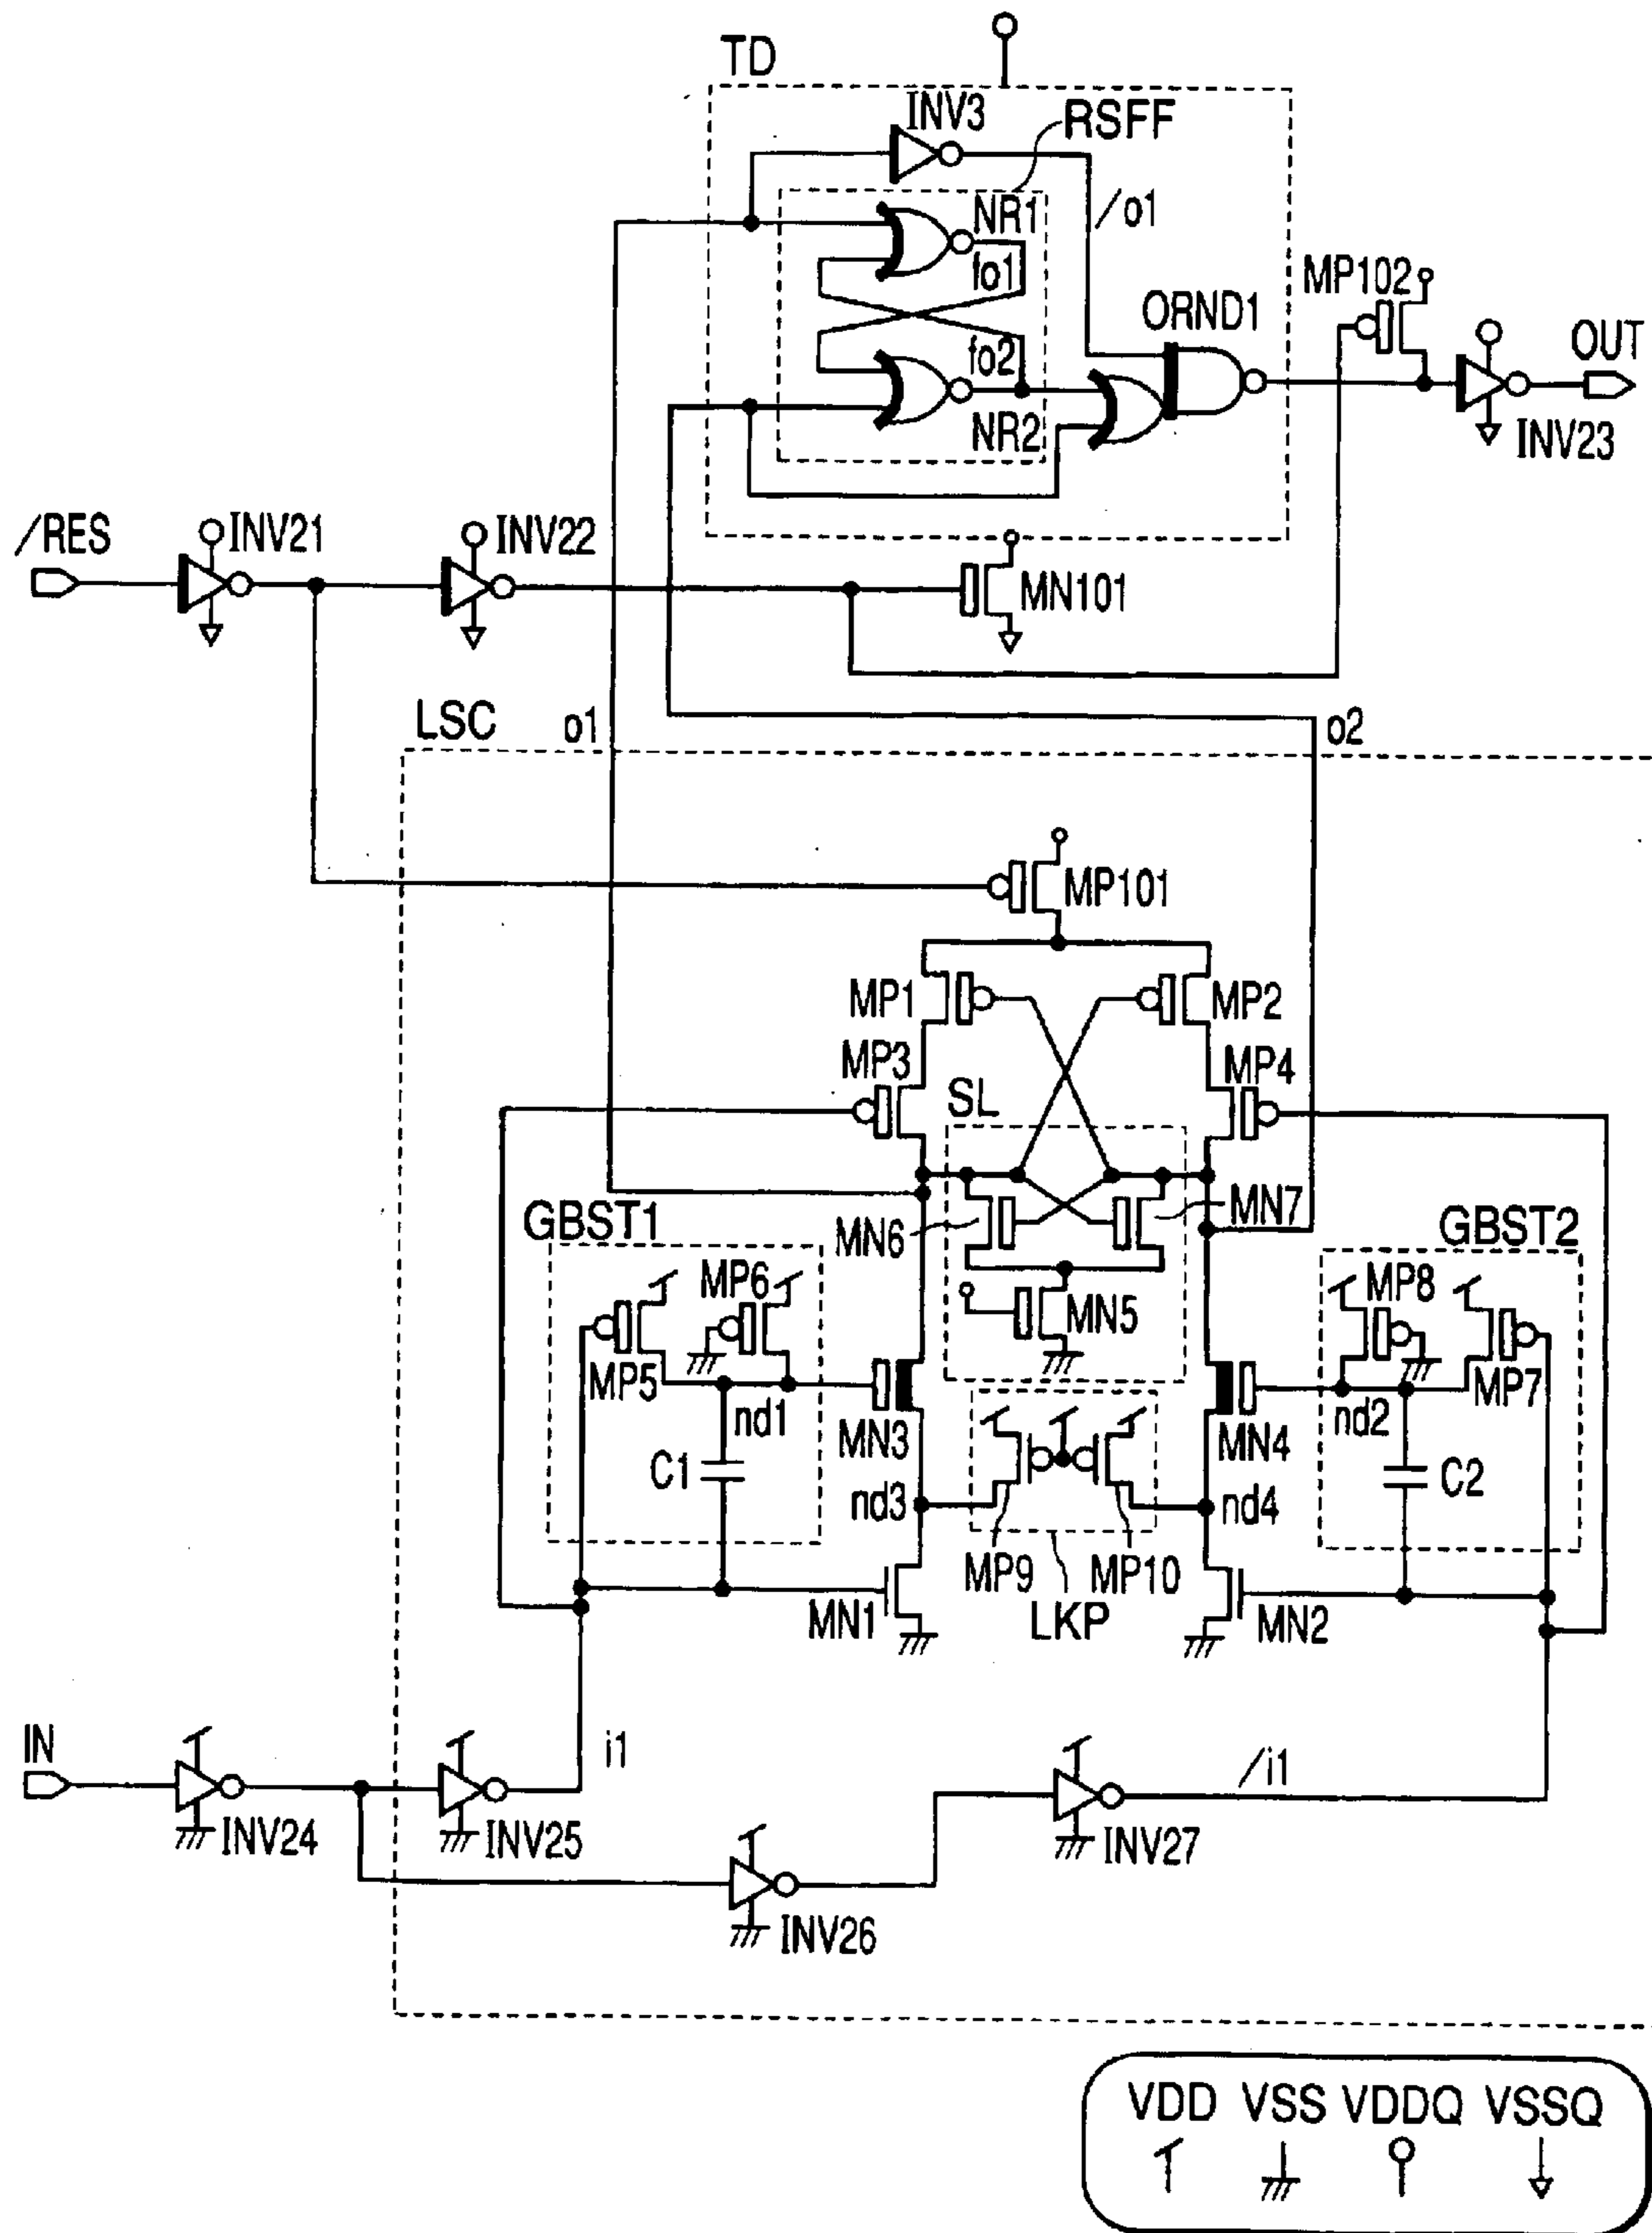 TD
INV3
RSFF
NR1
/o1
fo1
MP102
ORND1
fo2
OUT
NR2
INV23
/RES
INV21
INV22
MN101
LSC
o1
o2
MP101
MP1
MP2
MP3
MP4
SL
GBST1
MN6
MN7
GBST2
MP6
MP8
MN5
MP5
MP7
nd1
MN3
MN4
nd2
C1
C2
nd3
nd4
MP9
MP10
MN1
LKP
MN2
IN
i1
/i1
INV24
INV25
INV27
INV26
VDD VSS VDDQ VSSQ